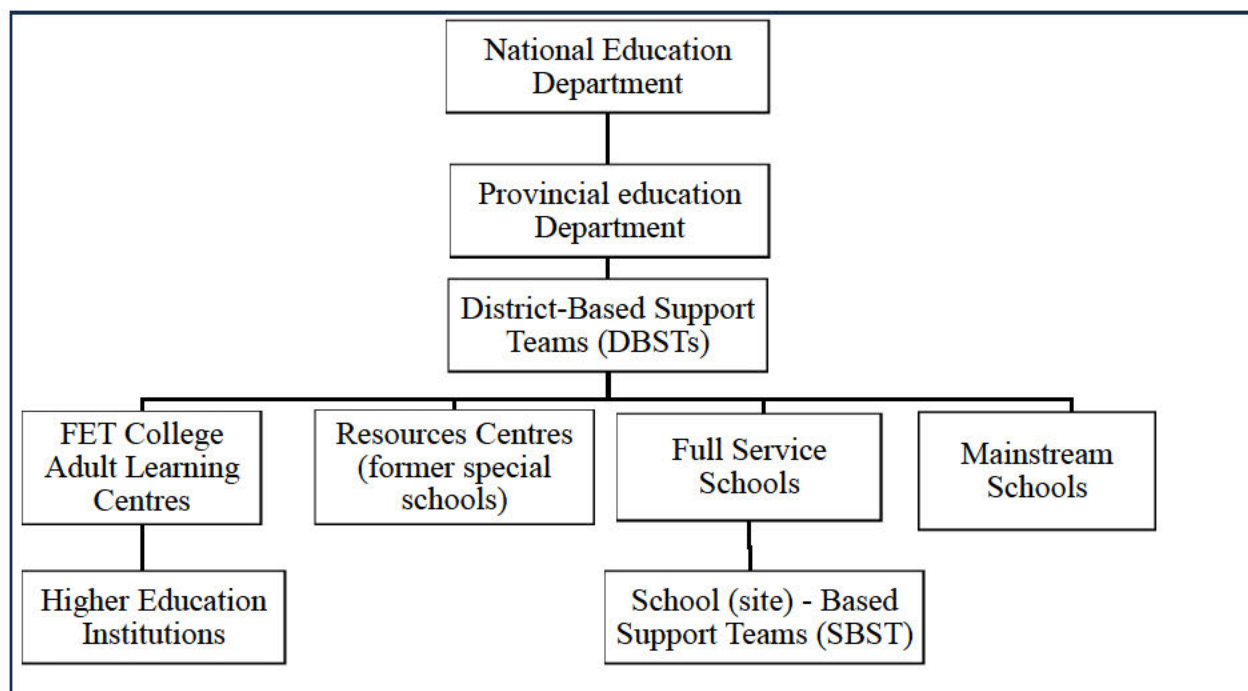 National Education
Department
Provincial education
Department
District-Based Support
Teams (DBSTs)
FET College
Adult Learning
Centres
Resources Centres
(former special
schools)
Full Service
Schools
Mainstream
Schools
Higher Education
Institutions
School (site) - Based
Support Teams (SBST)